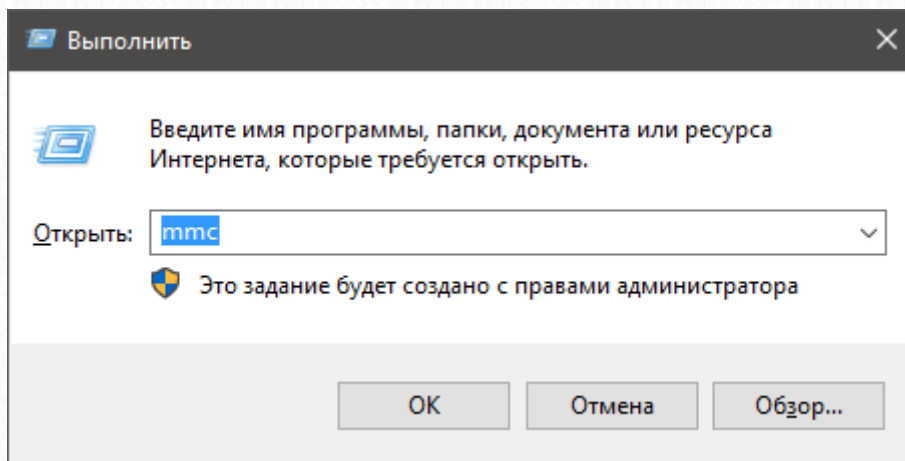 Выполнить
Введите имя программы, папки, документа или ресурса
Интернета, которые требуется открыть.
Открыть: mmc
Это задание будет создано с правами администратора
ОК Отмена Обзор...